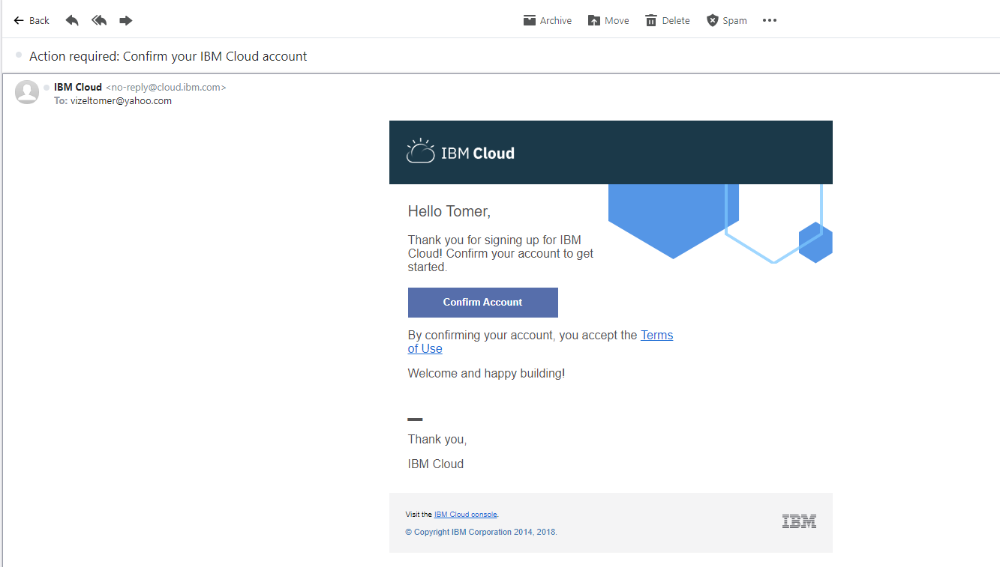 Back
Archive Move Delete Spam
Action required: Confirm your IBM Cloud account
IBM Cloud <no-reply@cloud.ibm.com>
To: vizeltomer@yahoo.com
IBM Cloud
Hello Tomer,
Thank you for signing up for IBM
Cloud! Confirm your account to get
started.
Confirm Account
By confirming your account, you accept the Terms
of Use
Welcome and happy building!
Thank you,
IBM Cloud
Visit the IBM Cloud console.
IBM
© Copyright IBM Corporation 2014, 2018.